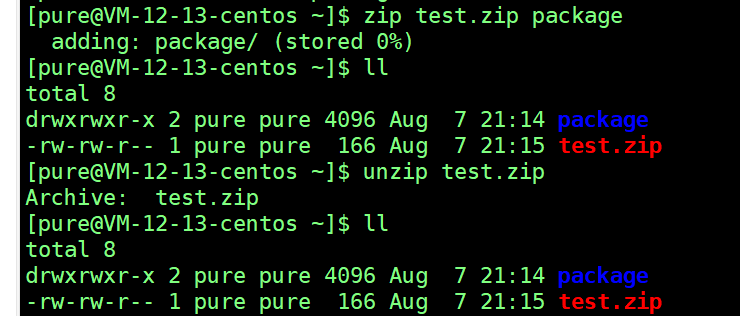 [pure@VM-12-13-centos ~]$ zip test.zip package
  adding: package/ (stored 0%)
[pure@VM-12-13-centos ~]$ ll
total 8
drwxrwxr-x 2 pure pure 4096 Aug  7 21:14 package
-rw-rw-r-- 1 pure pure  166 Aug  7 21:15 test.zip
[pure@VM-12-13-centos ~]$ unzip test.zip
Archive:  test.zip
[pure@VM-12-13-centos ~]$ ll
total 8
drwxrwxr-x 2 pure pure 4096 Aug  7 21:14 package
-rw-rw-r-- 1 pure pure  166 Aug  7 21:15 test.zip